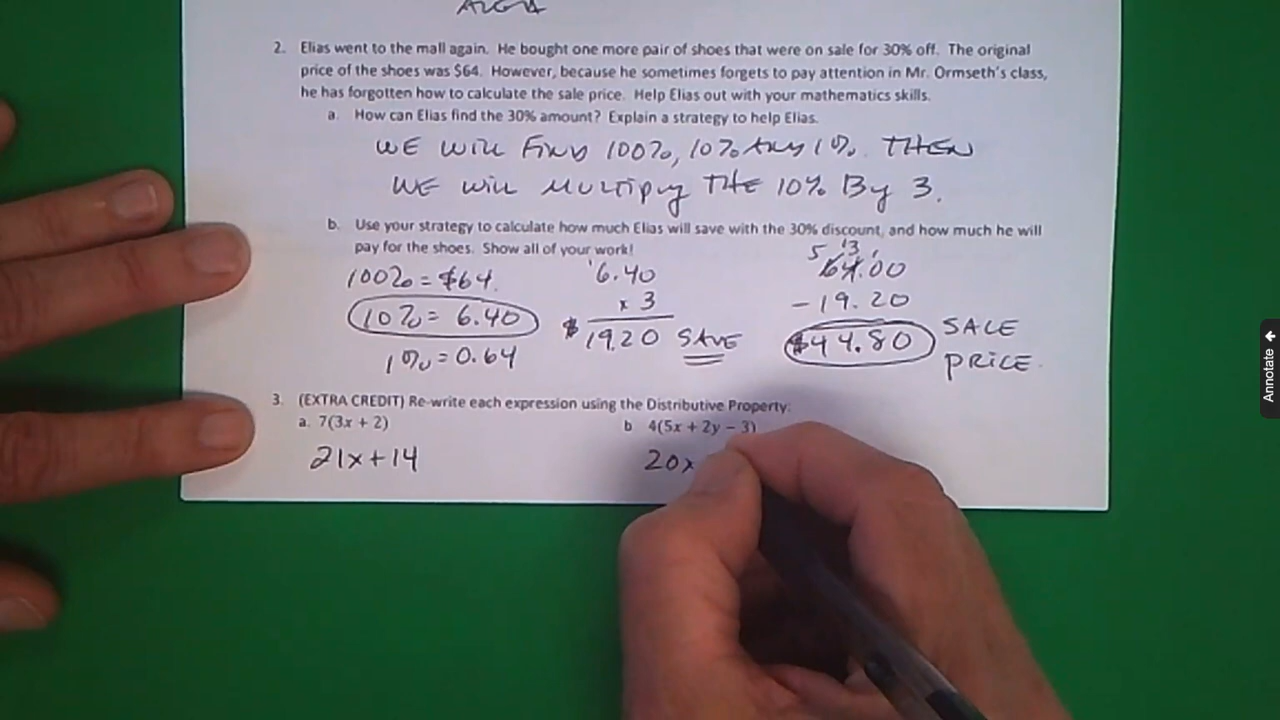 2. Elias went to the mall again. He bought one more pair of shoes that were on sale for 30% off. The original
price of the shoes was $64. However, because he sometimes forgets to pay attention in Mr. Ormseth's class,
he has forgotten how to calculate the sale price. Help Elias out with your mathematics skills.
a. How can Elias find the 30% amount? Explain a strategy to help Elias.
WE WILL FIND 100%, 10% AND 1%. THEN
WE WILL MULTIPLY THE 10% BY 3.
b. Use your strategy to calculate how much Elias will save with the 30% discount, and how much he will
pay for the shoes. Show all of your work!
100% = $64.
10% = 6.40
1% = 0.64
1
6.40
x 3
$19.20 SAVE
5 13 1
64.00
- 19.20
$44.80 SALE
PRICE.
3. (EXTRA CREDIT) Re-write each expression using the Distributive Property:
a. 7(3x + 2)
21x + 14
b 4(5x + 2y – 3)
20x
Annotate